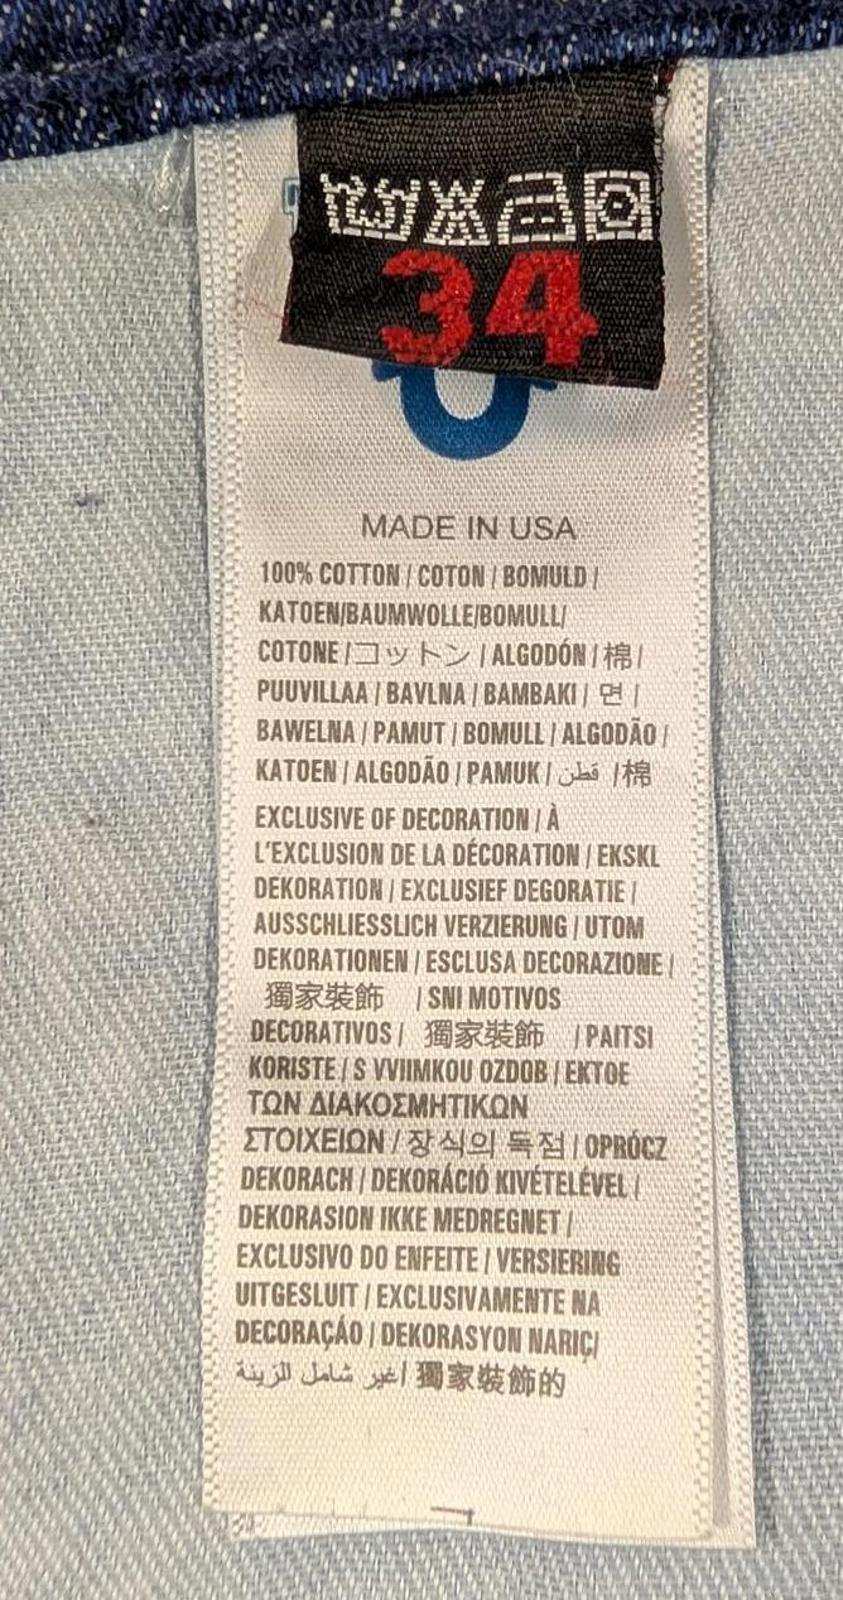 34
MADE IN USA
100% COTTON / COTON / BOMULD /
KATOEN/BAUMWOLLE/BOMULL/
COTONE / コットン / ALGODÓN / 棉 /
PUUVILLAA / BAVLNA / BAMBAKI / 면 /
BAWELNA / PAMUT / BOMULL / ALGODÃO /
KATOEN / ALGODÃO / PAMUK / قطن / 棉
EXCLUSIVE OF DECORATION / À
L'EXCLUSION DE LA DÉCORATION / EKSKL
DEKORATION / EXCLUSIEF DEGORATIE /
AUSSCHLIESSLICH VERZIERUNG / UTOM
DEKORATIONEN / ESCLUSA DECORAZIONE /
獨家裝飾 / SNI MOTIVOS
DECORATIVOS / 獨家裝飾 / PAITSI
KORISTE / S VVIIMKOU OZDOB / EKTOE
ΤΩΝ ΔΙΑΚΟΣΜΗΤΙΚΩΝ
ΣΤΟΙΧΕΙΩΝ / 장식의 독점 / OPRÓCZ
DEKORACH / DEKORÁCIÓ KIVÉTELÉVEL /
DEKORASION IKKE MEDREGNET /
EXCLUSIVO DO ENFEITE / VERSIERING
UITGESLUIT / EXCLUSIVAMENTE NA
DECORAÇÁO / DEKORASYON NARIÇ/
غير شامل الزينة / 獨家裝飾的